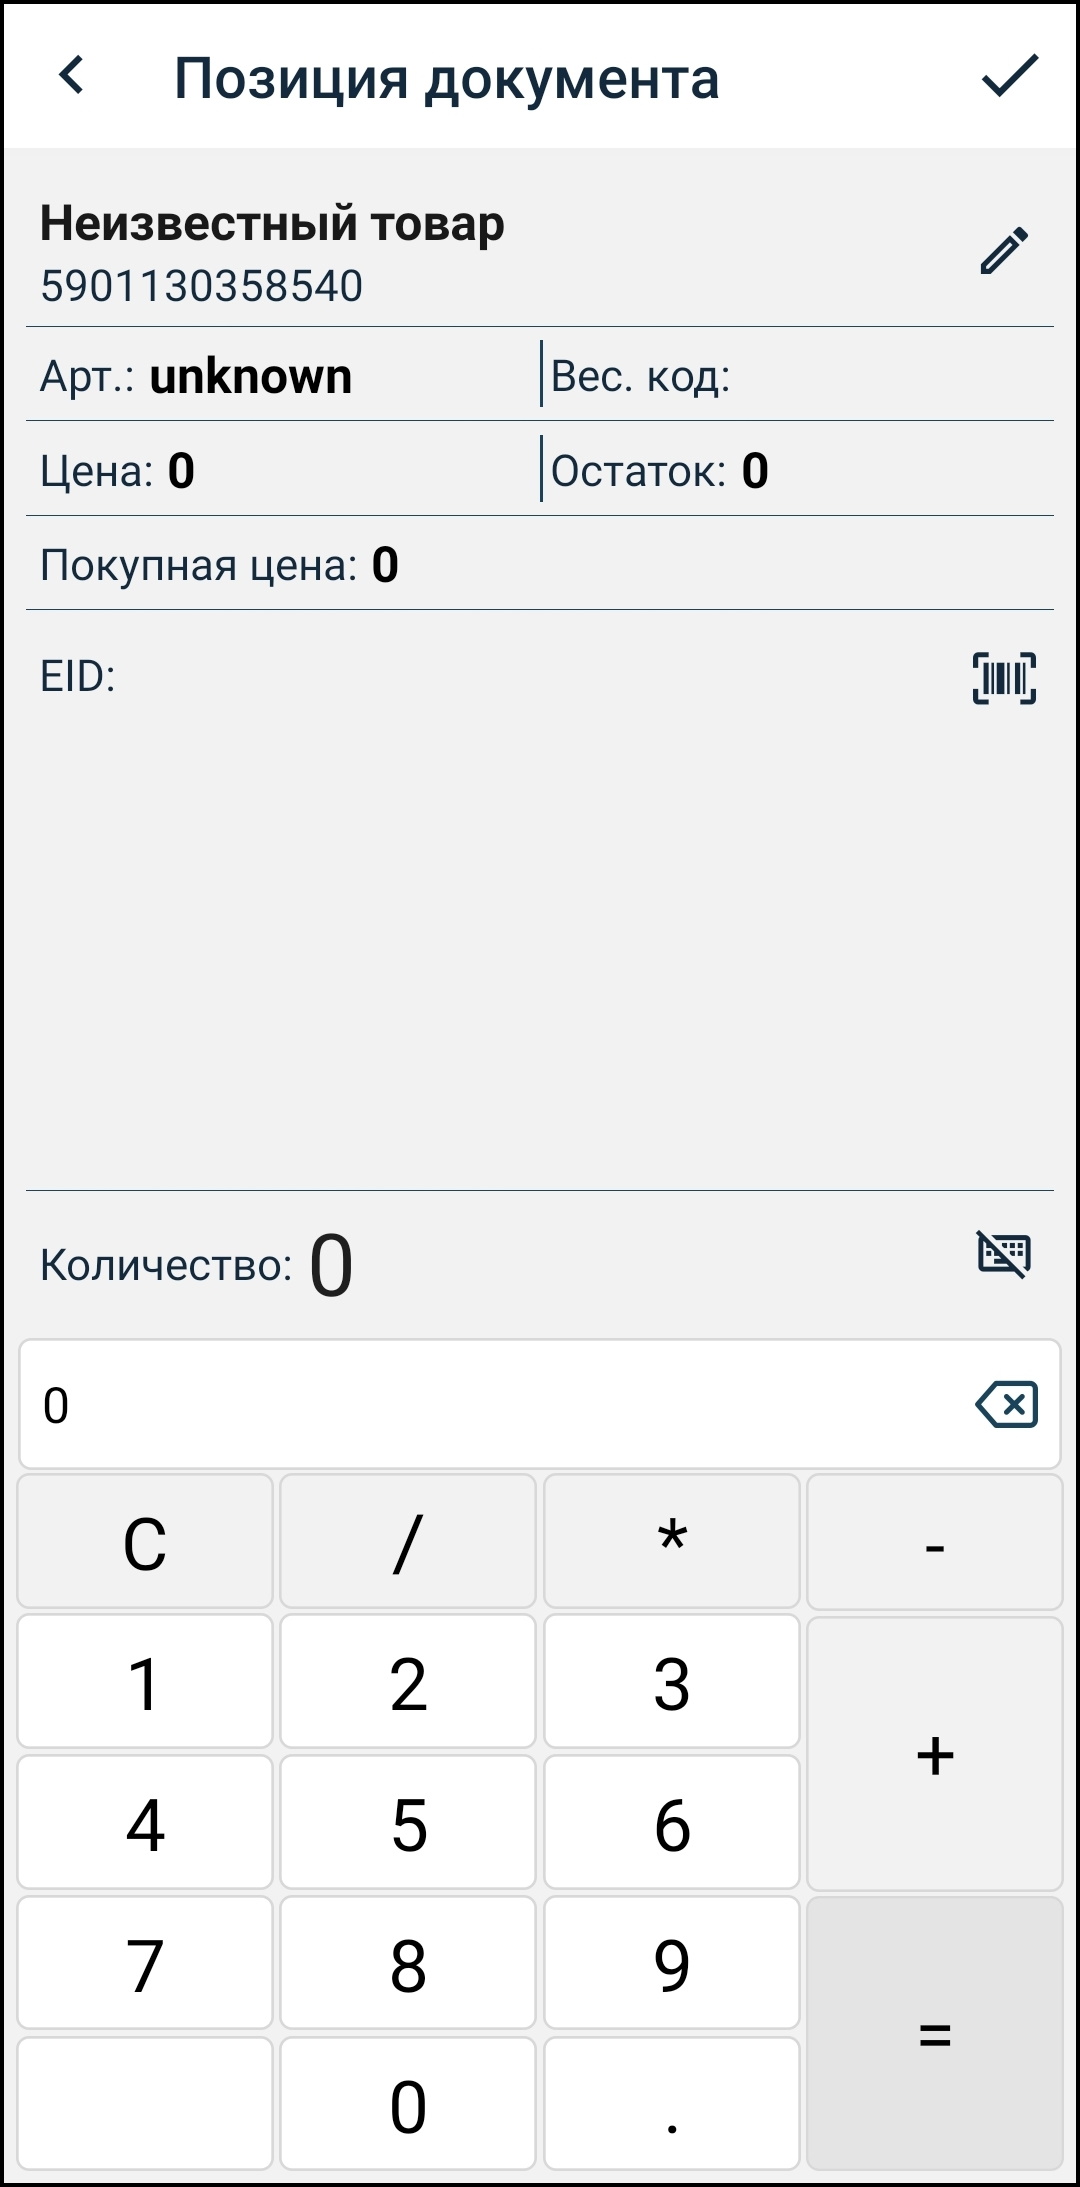 Позиция документа
Неизвестный товар
5901130358540
Арт.: unknown
Вес. код:
Цена: 0
Остаток: 0
Покупная цена: 0
EID:
Количество: 0
0
C / * -
1 2 3
+
4 5 6
7 8 9
=
0 .